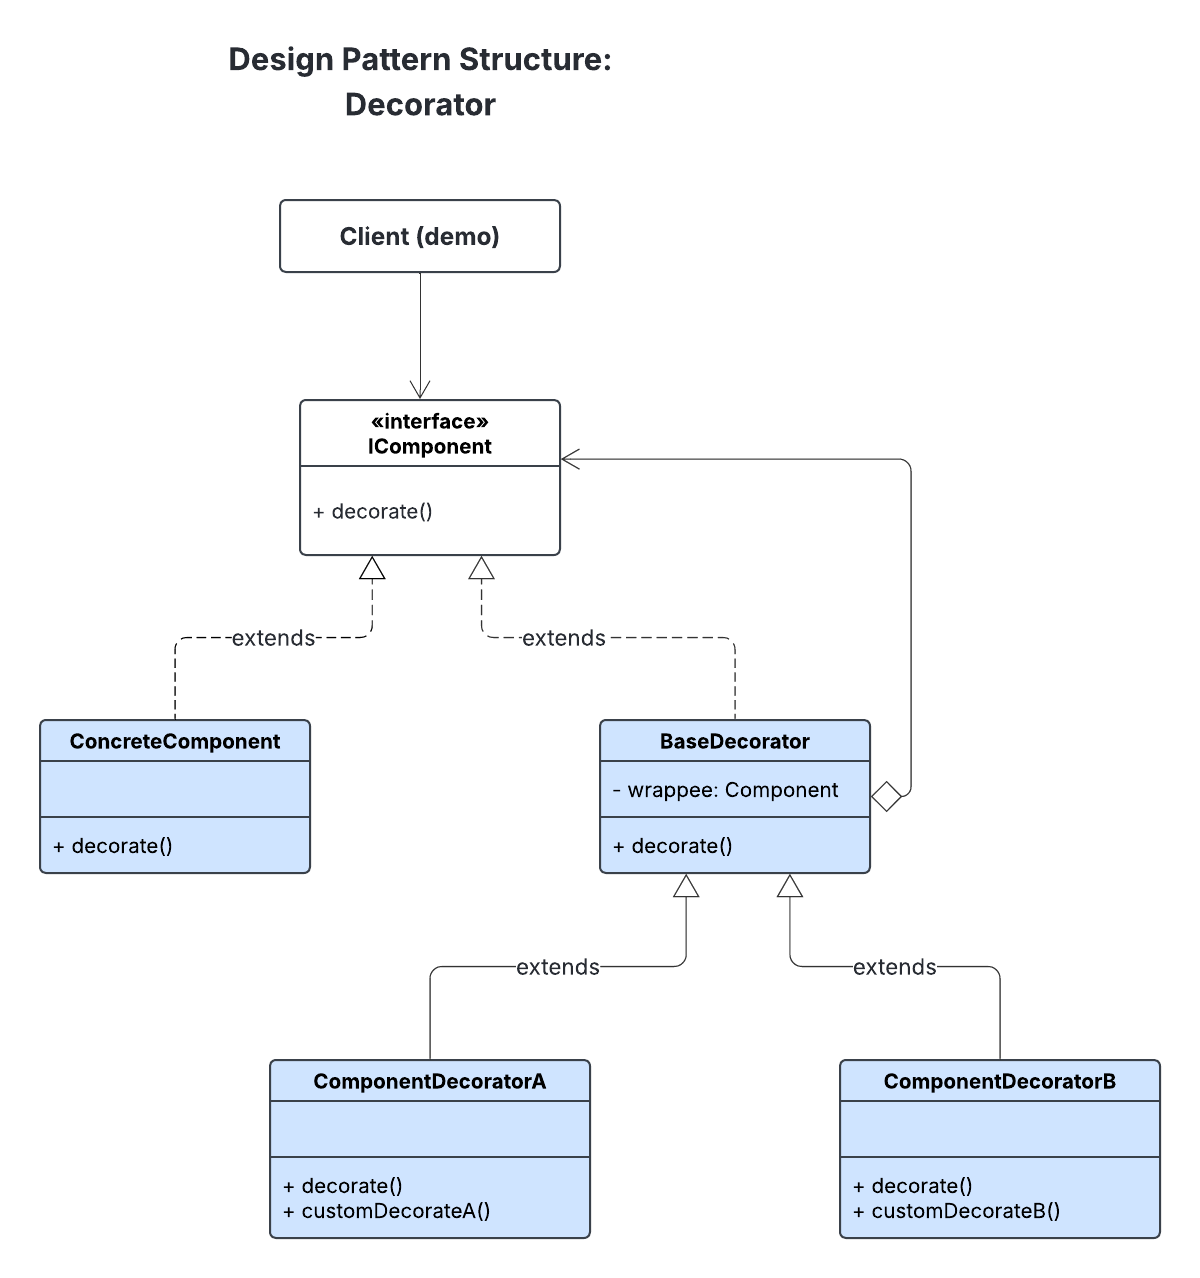 Design Pattern Structure:
Decorator
Client (demo)
«interface»
IComponent
+ decorate()
extends
extends
ConcreteComponent
+ decorate()
BaseDecorator
- wrappee: Component
+ decorate()
extends
extends
ComponentDecoratorA
+ decorate()
+ customDecorateA()
ComponentDecoratorB
+ decorate()
+ customDecorateB()